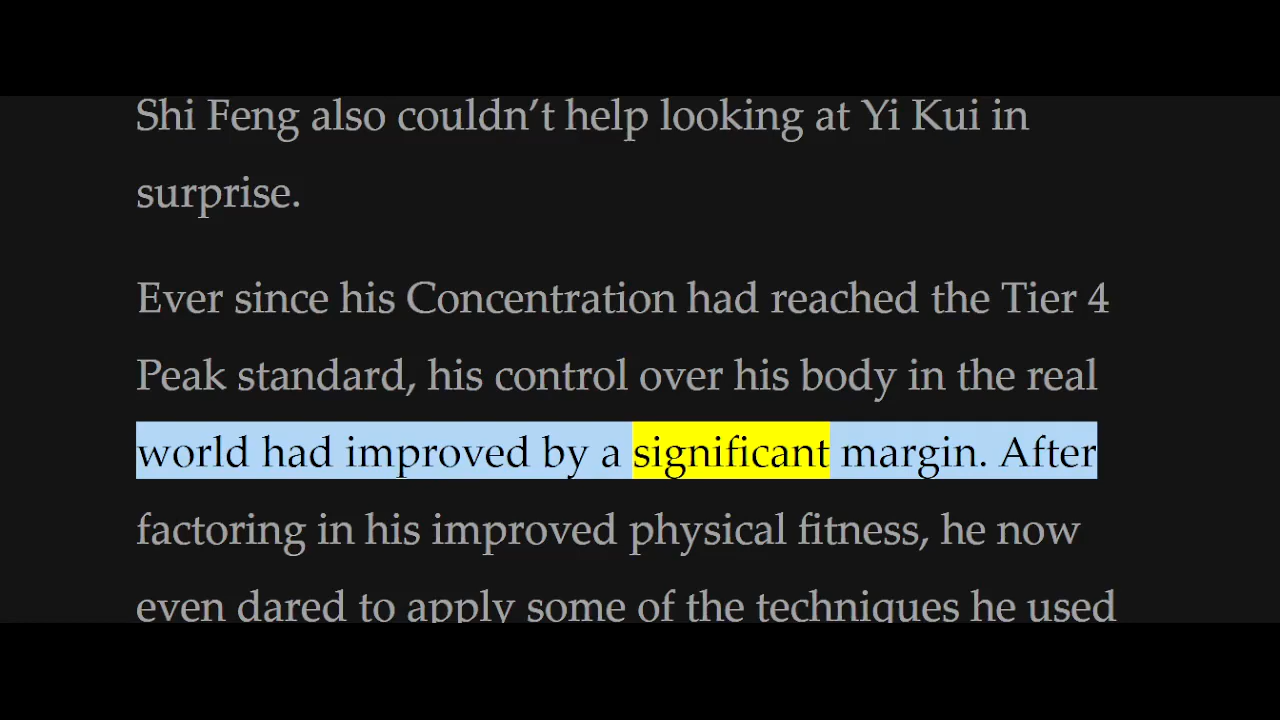 Shi Feng also couldn’t help looking at Yi Kui in
surprise.
Ever since his Concentration had reached the Tier 4
Peak standard, his control over his body in the real
world had improved by a significant margin. After
factoring in his improved physical fitness, he now
even dared to apply some of the techniques he used